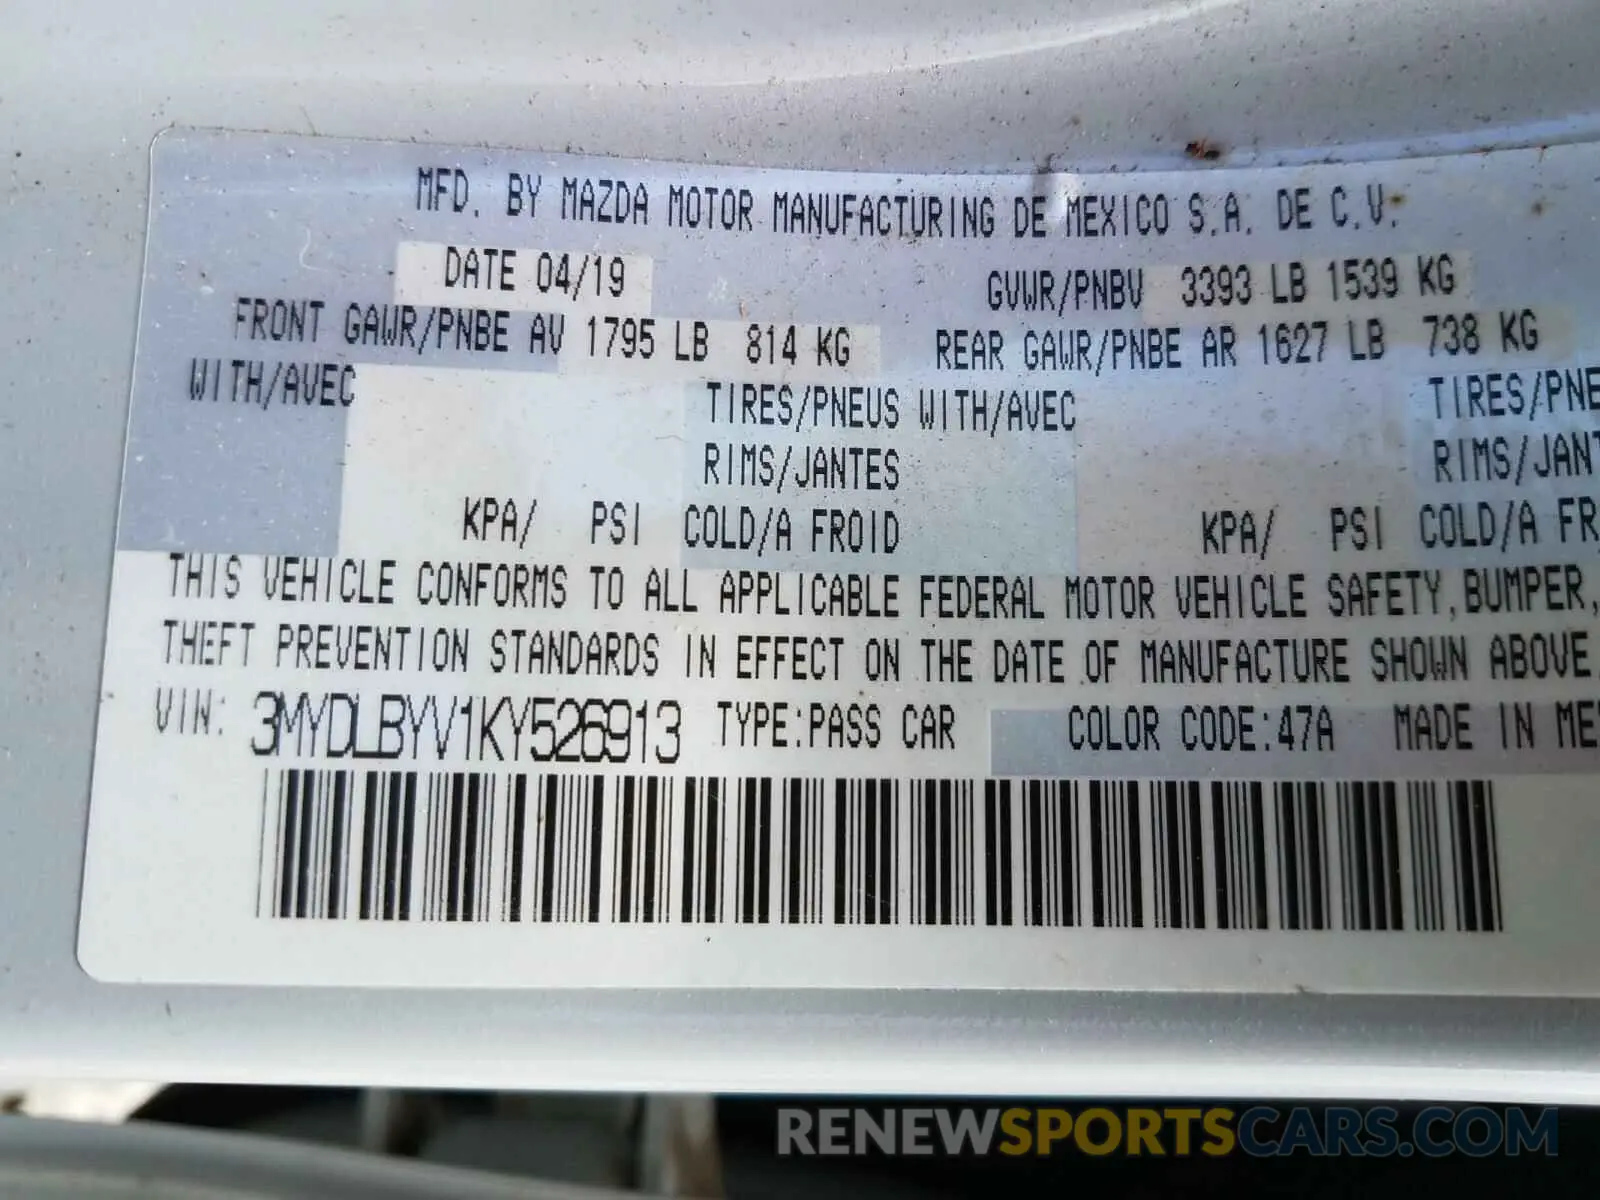 MFD. BY MAZDA MOTOR MANUFACTURING DE MEXICO S.A. DE C.V.
DATE 04/19 GVWR/PNBV 3393 LB 1539 KG
FRONT GAWR/PNBE AV 1795 LB 814 KG REAR GAWR/PNBE AR 1627 LB 738 KG
WITH/AVEC TIRES/PNEUS WITH/AVEC TIRES/PNE
RIMS/JANTES RIMS/JANT
KPA/ PSI COLD/A FROID KPA/ PSI COLD/A FR
THIS VEHICLE CONFORMS TO ALL APPLICABLE FEDERAL MOTOR VEHICLE SAFETY, BUMPER,
THEFT PREVENTION STANDARDS IN EFFECT ON THE DATE OF MANUFACTURE SHOWN ABOVE.
VIN: 3MYDLBYV1KY526913 TYPE:PASS CAR COLOR CODE:47A MADE IN ME
RENEWSPORTSCARS.COM